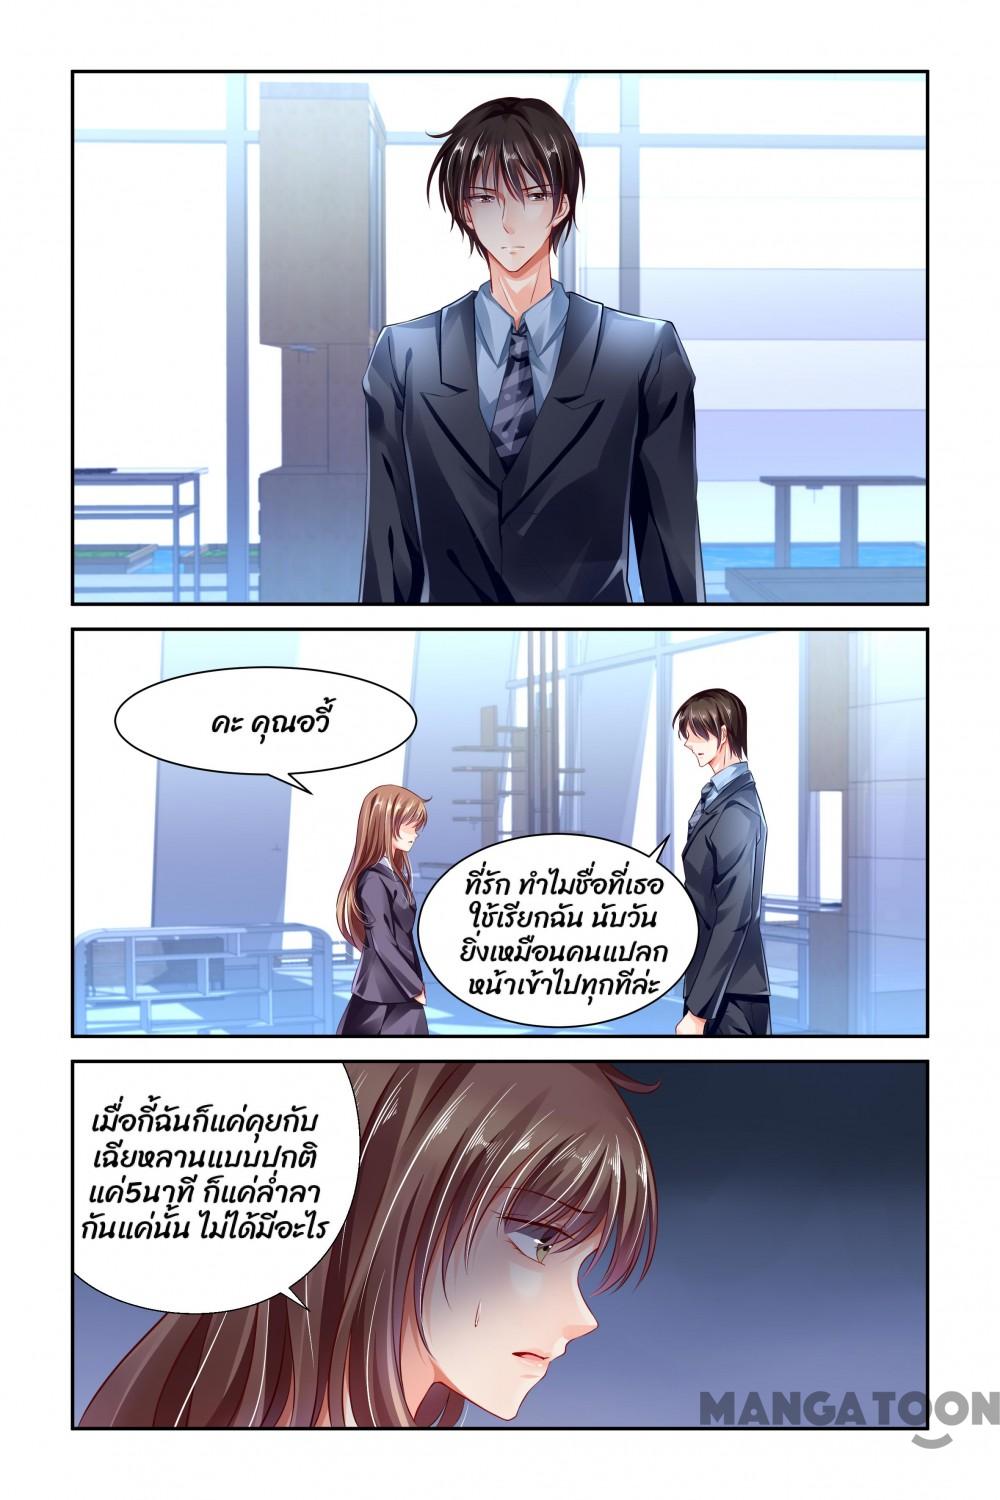 คะ คุณอวี้
ที่รัก ทำไมชื่อที่เธอ
ใช้เรียกฉัน นับวัน
ยิ่งเหมือนคนแปลก
หน้าเข้าไปทุกทีล่ะ
เมื่อกี้ฉันก็แค่คุยกับ
เฉียหลานแบบปกติ
แค่5นาที ก็แค่ล่ำลา
กันแค่นั้น ไม่ได้มีอะไร
MANGATOON